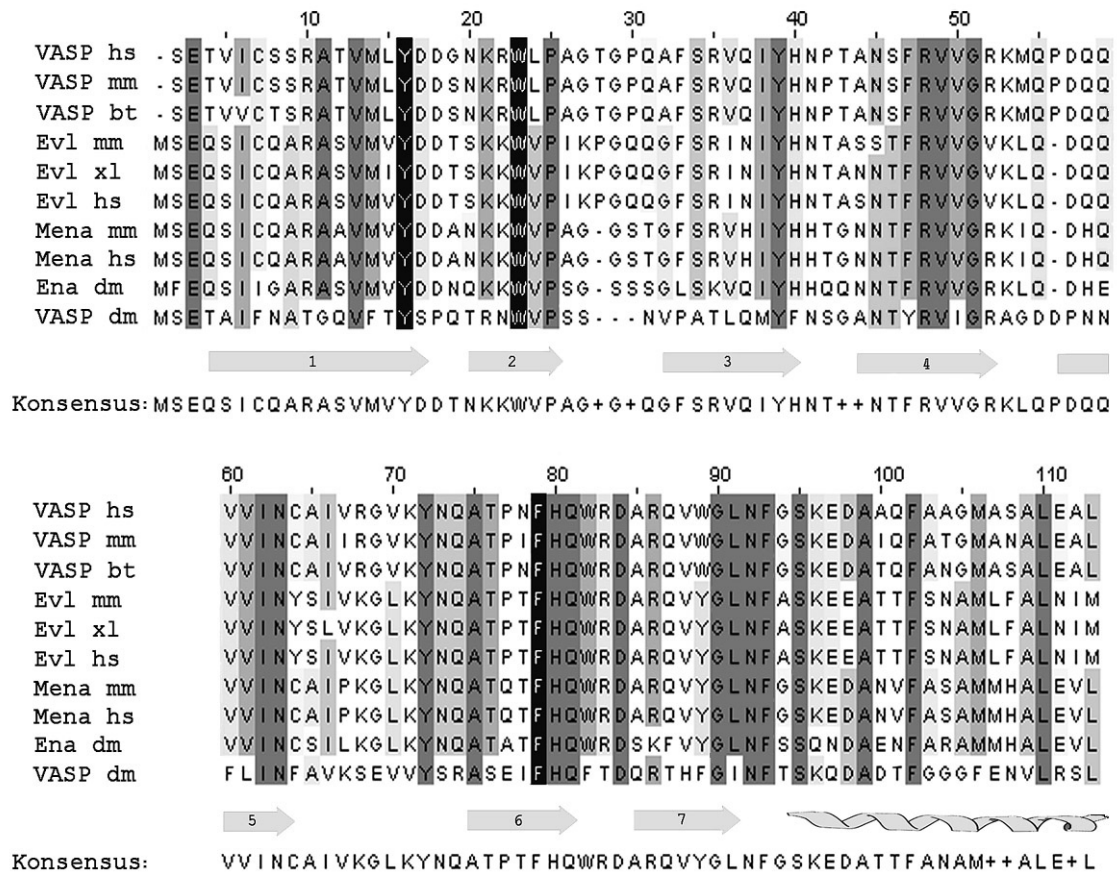 10 20 30 40 50
VASP hs -SETVICSSRATVMLYDDGNKRWLPAGTGPQAFSRVQIYHNPTANSFRVVGRKMQPDQQ
VASP mm -SETVICSSRATVMLYDDSNKRWLPAGTGPQAFSRVQIYHNPTANSFRVVGRKMQPDQQ
VASP bt -SETVVCTSRATVMLYDDSNKRWLPAGTGPQAFSRVQIYHNPTANSFRVVGRKMQPDQQ
Evl mm MSEQSICQARASVMVYDDTSKKWVPIKPGQQGFSRINIYHNTASSTFRVVGVKLQ-DQQ
Evl xl MSEQSICQARASVMIYDDTSKKWVPIKPGQQGFSRINIYHNTANNTFRVVGVKLQ-DQQ
Evl hs MSEQSICQARASVMVYDDTSKKWVPIKPGQQGFSRINIYHNTASNTFRVVGVKLQ-DQQ
Mena mm MSEQSICQARAAVMVYDDANKKWVPAG-GSTGFSRVHIYHHTGNNTFRVVGRKIQ-DHQ
Mena hs MSEQSICQARAAVMVYDDANKKWVPAG-GSTGFSRVHIYHHTGNNTFRVVGRKIQ-DHQ
Ena dm MFEQSIIGARASVMVYDDNQKKWVPSG-SSSGLSKVQIYHHQQNNTFRVVGRKLQ-DHE
VASP dm MSETAIFNATGQVFTYSPQTRNWVPSS---NVPATLQMYFNSGANTYRVIGRAGDDPNN
1 2 3 4
Konsensus: MSEQSICQARASVMVYDDTNKKWVPAG+G+QGFSRVQIYHNT++NTFRVVGRKLQPDQQ
60 70 80 90 100 110
VASP hs VVINCAIVRGVKYNQATPNFHQWRDARQVWGLNFGSKEDAAQFAAGMASALEAL
VASP mm VVINCAIIRGVKYNQATPIFHQWRDARQVWGLNFGSKEDAIQFATGMANALEAL
VASP bt VVINCAIVRGVKYNQATPNFHQWRDARQVWGLNFGSKEDATQFANGMASALEAL
Evl mm VVINYSIVKGLKYNQATPTFHQWRDARQVYGLNFASKEEATTFSNAMLFALNIM
Evl xl VVINYSLVKGLKYNQATPTFHQWRDARQVYGLNFASKEEATTFSNAMLFALNIM
Evl hs VVINYSIVKGLKYNQATPTFHQWRDARQVYGLNFASKEEATTFSNAMLFALNIM
Mena mm VVINCAIPKGLKYNQATQTFHQWRDARQVYGLNFGSKEDANVFASAMMHALEVL
Mena hs VVINCAIPKGLKYNQATQTFHQWRDARQVYGLNFGSKEDANVFASAMMHALEVL
Ena dm VVINCSILKGLKYNQATATFHQWRDSKFVYGLNFSSQNDAENFARAMMHALEVL
VASP dm FLINFAVKSEVVYSRASEIFHQFTDQRTHFGINFTSKQDADTFGGGFENVLRSL
5 6 7
Konsensus: VVINCAIVKGLKYNQATPTFHQWRDARQVYGLNFGSKEDATTFANAM++ALE+L